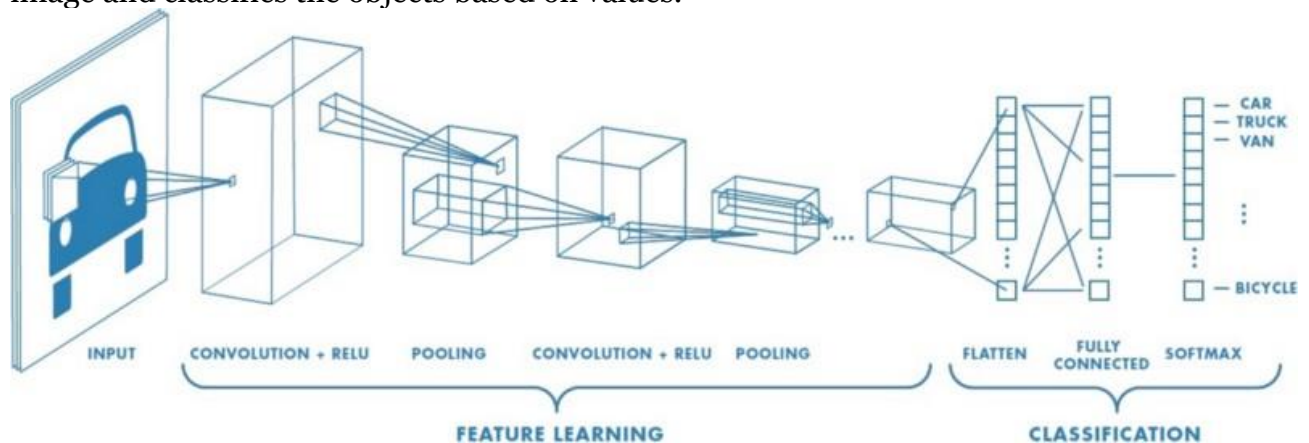 image and classifies the objects based on values.
CAR
TRUCK
VAN
BICYCLE
INPUT
CONVOLUTION + RELU
POOLING
CONVOLUTION + RELU
POOLING
FLATTEN
FULLY
CONNECTED
SOFTMAX
FEATURE LEARNING
CLASSIFICATION